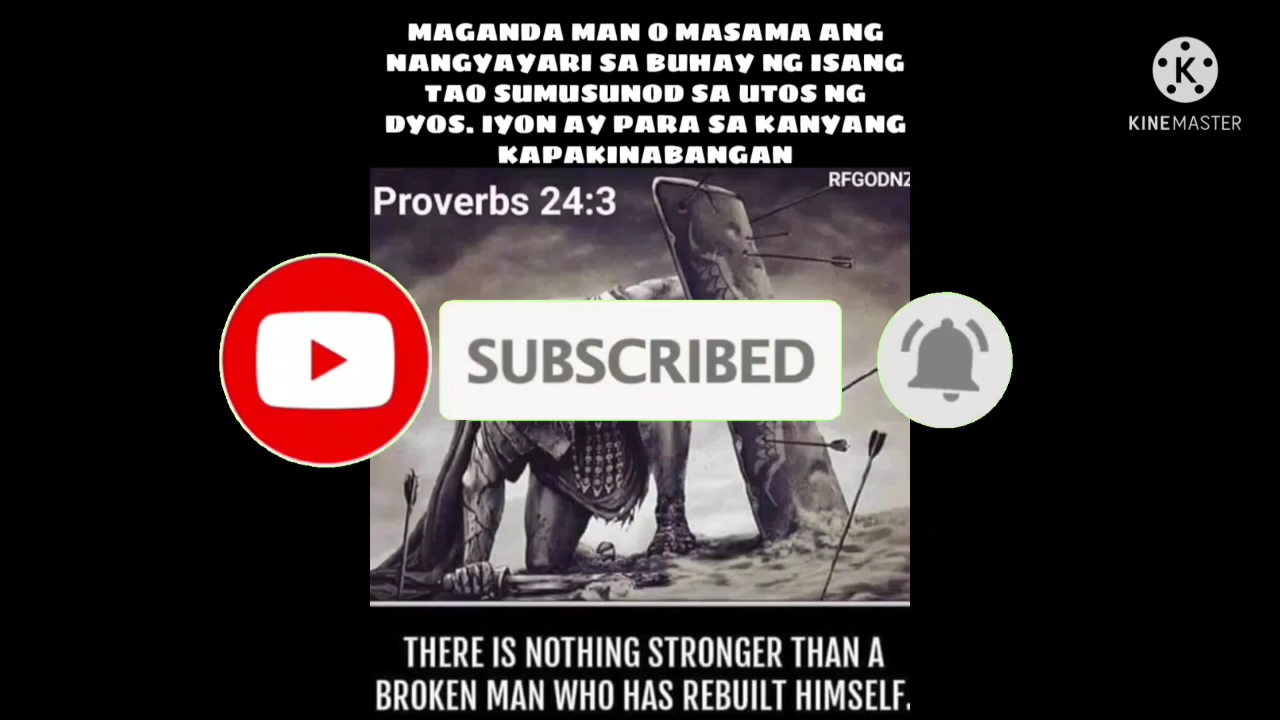 MAGANDA MAN O MASAMA ANG
NANGYAYARI SA BUHAY NG ISANG
TAO SUMUSUNOD SA UTOS NG
DYOS. IYON AY PARA SA KANYANG
KAPAKINABANGAN
K
KINEMASTER
RFGODNZ
Proverbs 24:3
SUBSCRIBED
THERE IS NOTHING STRONGER THAN A
BROKEN MAN WHO HAS REBUILT HIMSELF.